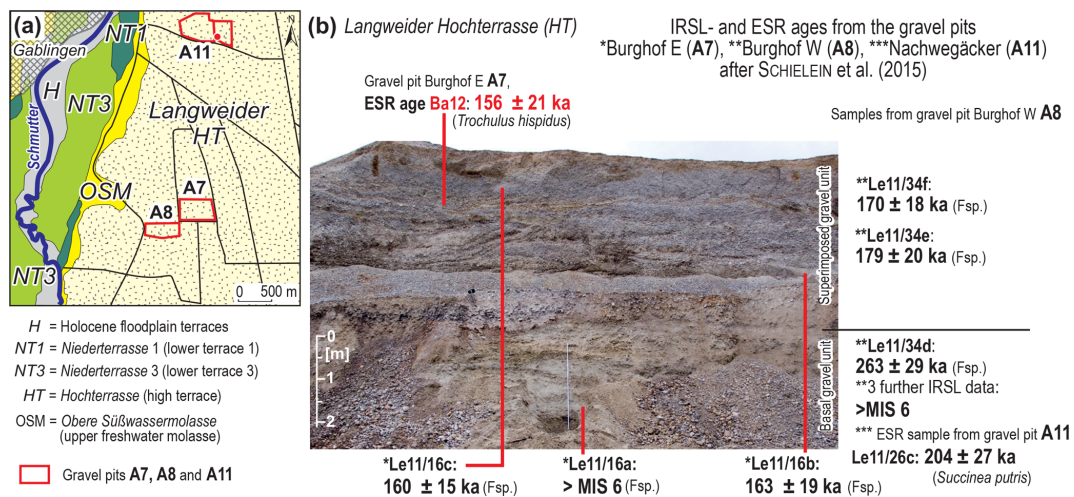 (a)
NT1
A11
N
Gablingen
H
NT3
Langweider
HT
Schmutter
OSM
A7
A8
NT3
0 500 m
H = Holocene floodplain terraces
NT1 = Niederterrasse 1 (lower terrace 1)
NT3 = Niederterrasse 3 (lower terrace 3)
HT = Hochterrasse (high terrace)
OSM = Obere Süßwassermolasse
(upper freshwater molasse)
Gravel pits A7, A8 and A11
(b) Langweider Hochterrasse (HT)
IRSL- and ESR ages from the gravel pits
*Burghof E (A7), **Burghof W (A8), ***Nachwegäcker (A11)
after SCHIELEIN et al. (2015)
Gravel pit Burghof E A7,
ESR age Ba12: 156 ± 21 ka
(Trochulus hispidus)
Samples from gravel pit Burghof W A8
Superimposed gravel unit
**Le11/34f:
170 ± 18 ka (Fsp.)
**Le11/34e:
179 ± 20 ka (Fsp.)
0
[m]
1
2
Basal gravel unit
**Le11/34d:
263 ± 29 ka (Fsp.)
**3 further IRSL data:
>MIS 6
*** ESR sample from gravel pit A11
Le11/26c: 204 ± 27 ka
(Succinea putris)
*Le11/16c:
160 ± 15 ka (Fsp.)
*Le11/16a:
> MIS 6 (Fsp.)
*Le11/16b:
163 ± 19 ka (Fsp.)